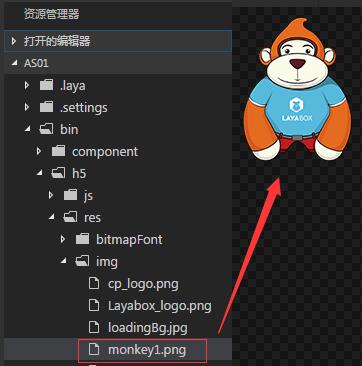 资源管理器
打开的编辑器
AS01
.laya
.settings
bin
component
h5
js
res
bitmapFont
img
cp_logo.png
Layabox_logo.png
loadingBg.jpg
monkey1.png
LAYABOX